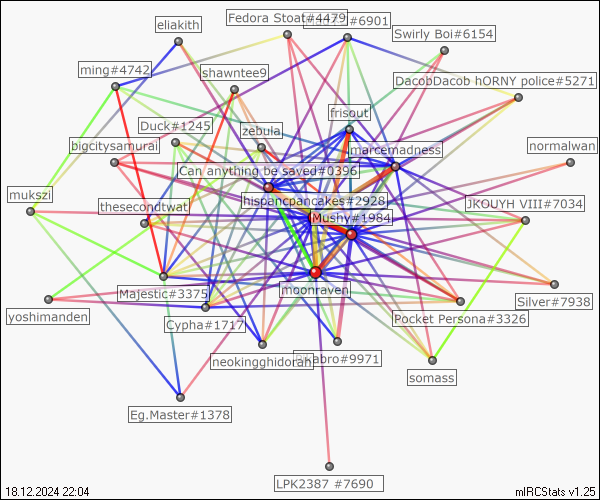 eliakith
Fedora Stoat#4479
#6901
Swirly Boi#6154
ming#4742
shawntee9
DacobDacob hORNY police#5271
frisout
Duck#1245
zebula
bigcitysamurai
marcemadness
normalwan
Can anything be saved#0396
mukszi
hispancpancakes#2928
thesecondtwat
JKOUYH VIII#7034
Mushy#1984
moonraven
Majestic#3375
Silver#7938
yoshimanden
Cypha#1717
Pocket Persona#3326
neokingghidorah
abro#9971
somass
Eg.Master#1378
LPK2387 #7690
18.12.2024 22:04
mIRCStats v1.25